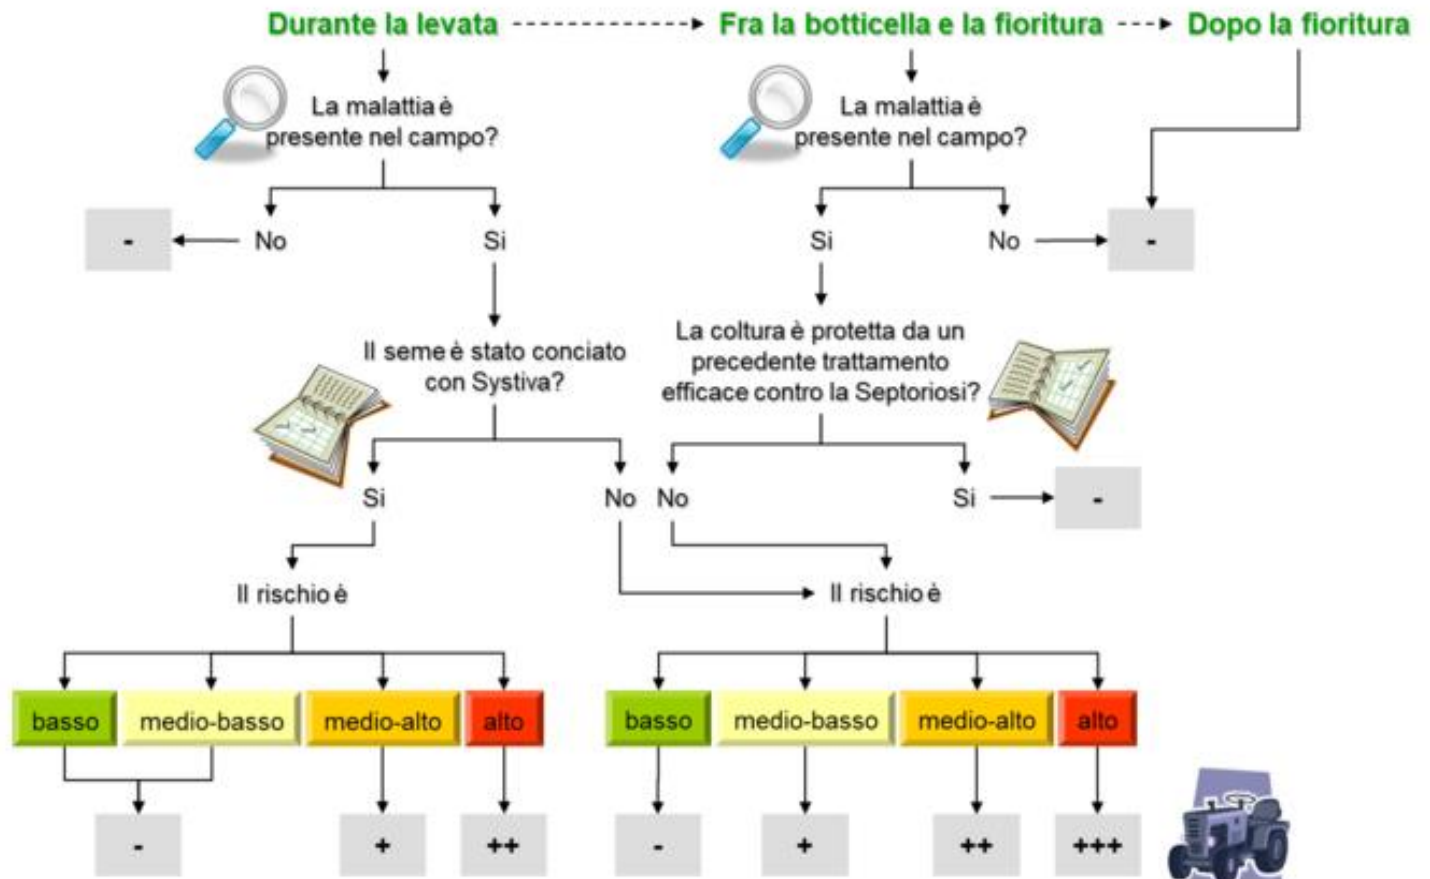 Durante la levata
Fra la botticella e la fioritura
Dopo la fioritura
La malattia è
presente nel campo?
La malattia è
presente nel campo?
-
No
Si
Si
No
-
Il seme è stato conciato
con Systiva?
La coltura è protetta da un
precedente trattamento
efficace contro la Septoriosi?
Si
No
No
Si
-
Il rischio è
Il rischio è
basso
medio-basso
medio-alto
alto
basso
medio-basso
medio-alto
alto
-
+
++
-
+
++
+++